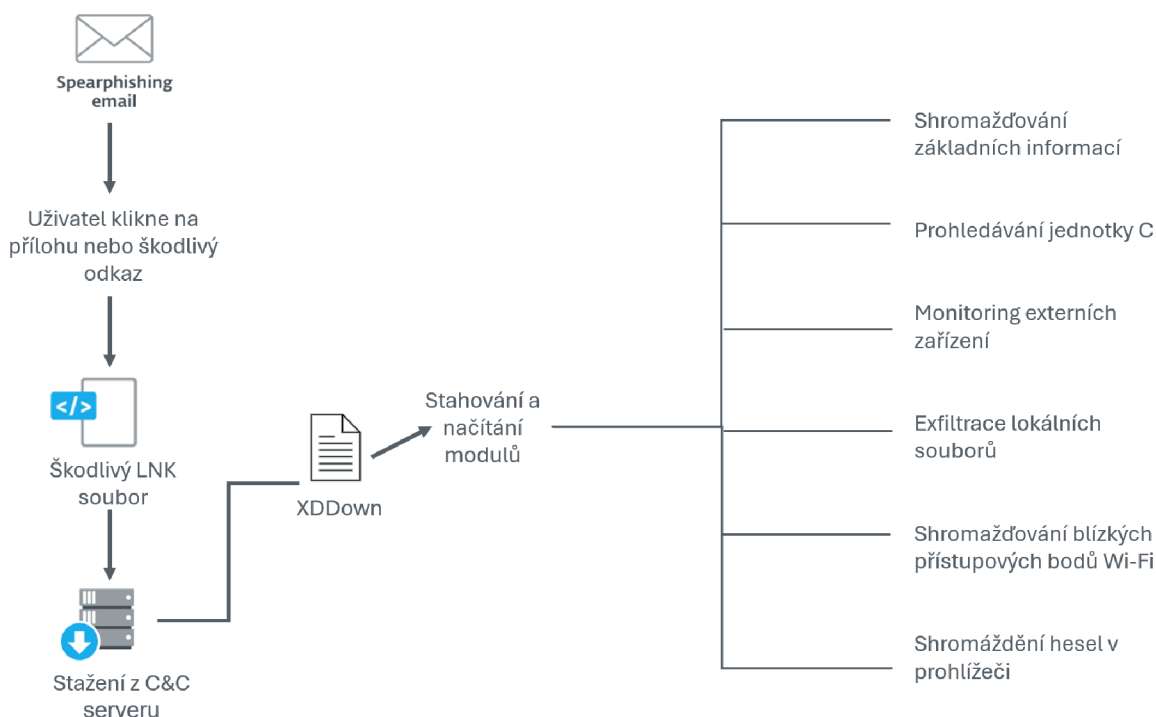 Spearphishing
email
Uživatel klikne na
přílohu nebo škodlivý
odkaz
</>
Škodlivý LNK
soubor
Stažení z C&C
serveru
XDDown
Stahování a
načítání
modulů
Shromažďování
základních informací
Prohledávání jednotky C
Monitoring externích
zařízení
Exfiltrace lokálních
souborů
Shromažďování blízkých
přístupových bodů Wi-Fi
Shromáždění hesel v
prohlížeči